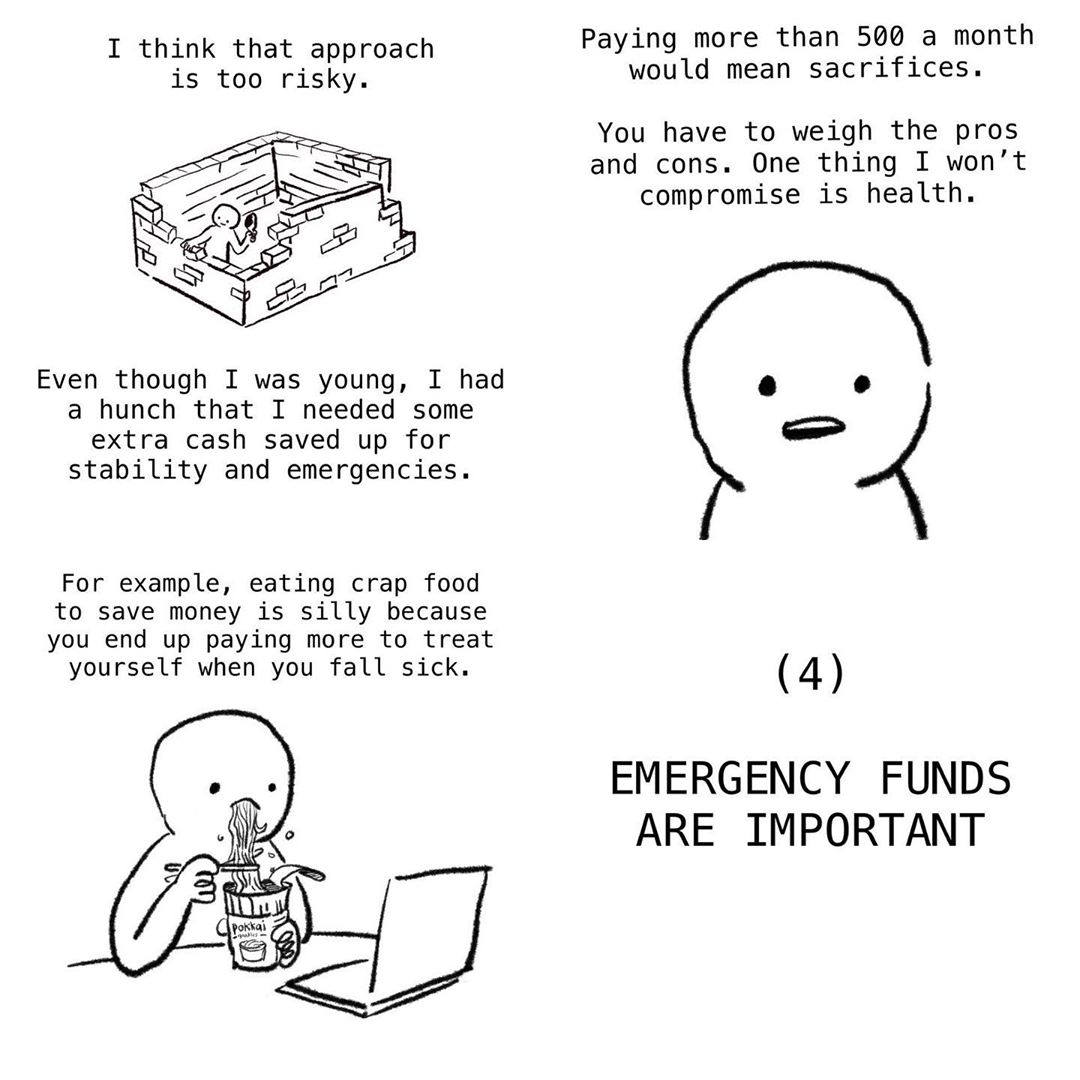 I think that approach
is too risky.
Even though I was young, I had
a hunch that I needed some
extra cash saved up for
stability and emergencies.
Paying more than 500 a month
would mean sacrifices.
You have to weigh the pros
and cons. One thing I won’t
compromise is health.
For example, eating crap food
to save money is silly because
you end up paying more to treat
yourself when you fall sick.
Pokkai
(4)
EMERGENCY FUNDS
ARE IMPORTANT